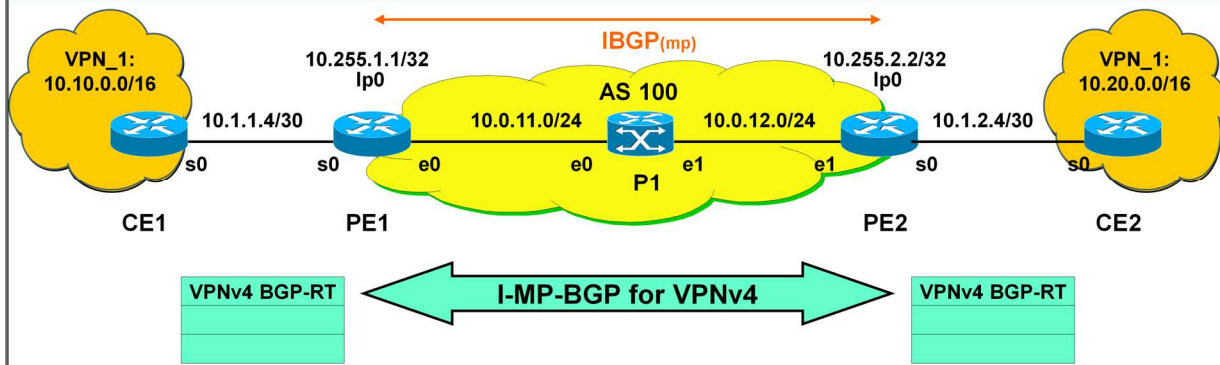 IBGP(mp)
VPN_1:
10.10.0.0/16
10.255.1.1/32
lp0
10.255.2.2/32
lp0
VPN_1:
10.20.0.0/16
AS 100
10.1.1.4/30
10.0.11.0/24
10.0.12.0/24
10.1.2.4/30
s0
s0
e0
e0
P1
e1
e1
s0
s0
CE1
PE1
PE2
CE2
VPNv4 BGP-RT
I-MP-BGP for VPNv4
VPNv4 BGP-RT